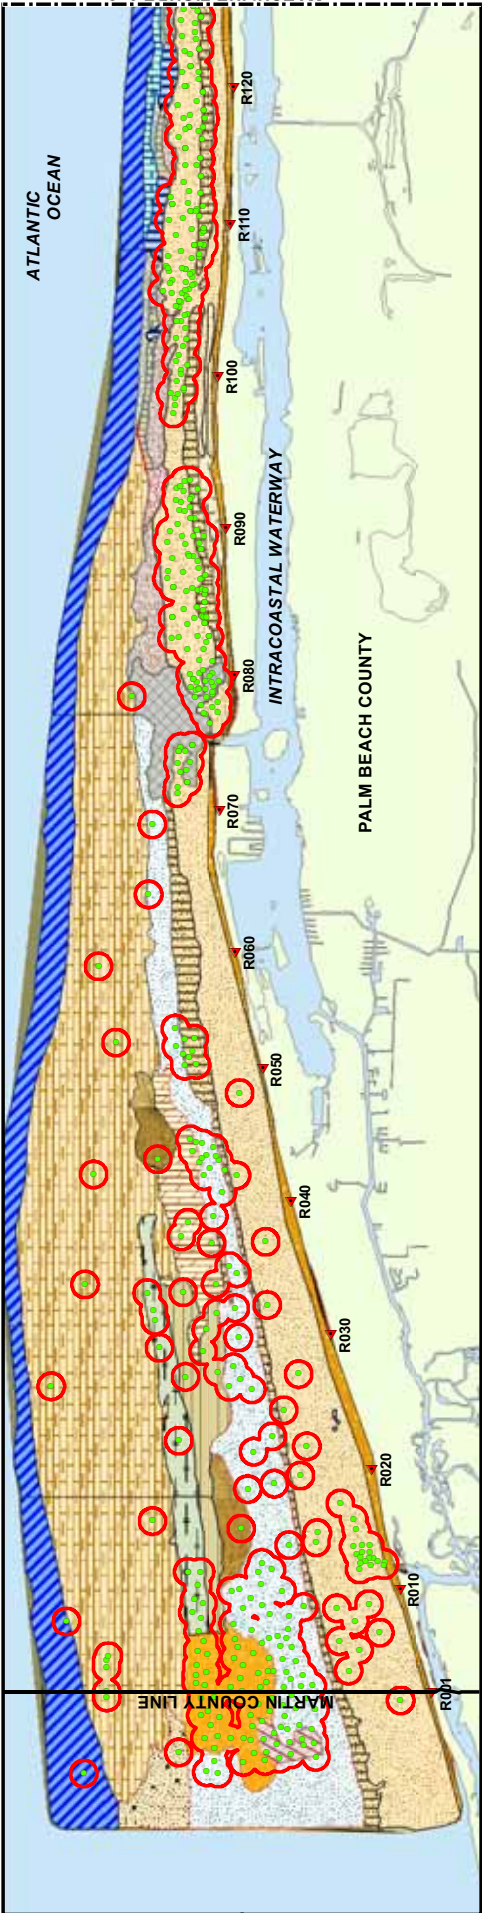 ATLANTIC
OCEAN
R120
R110
R100
R090
INTRACOASTAL WATERWAY
R080
PALM BEACH COUNTY
R070
R060
R050
R040
R030
R020
R010
MARTIN COUNTY LINE
R001